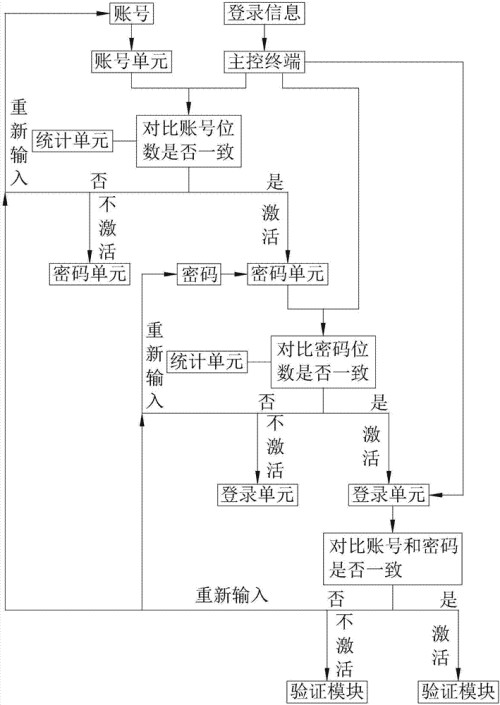 账号
登录信息
账号单元
主控终端
重新输入
统计单元
对比账号位
数是否一致
否
是
不激活
激活
密码单元
密码
密码单元
重新输入
统计单元
对比密码位
数是否一致
否
是
不激活
激活
登录单元
登录单元
对比账号和密码
是否一致
重新输入
否
是
不激活
激活
验证模块
验证模块